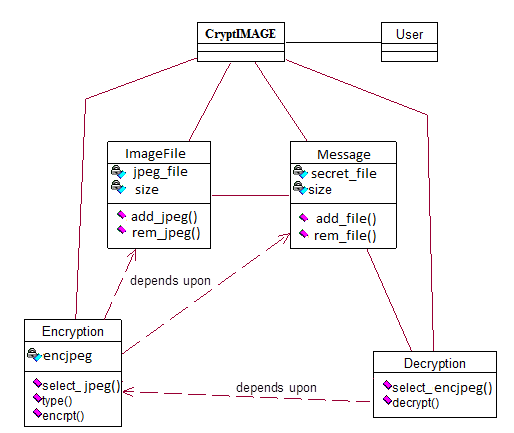 CryptIMAGE
User
ImageFile
jpeg_file
size
add_jpeg()
rem_jpeg()
Message
secret_file
size
add_file()
rem_file()
depends upon
Encryption
encjpeg
select_jpeg()
type()
encrpt()
depends upon
Decryption
select_encjpeg()
decrypt()